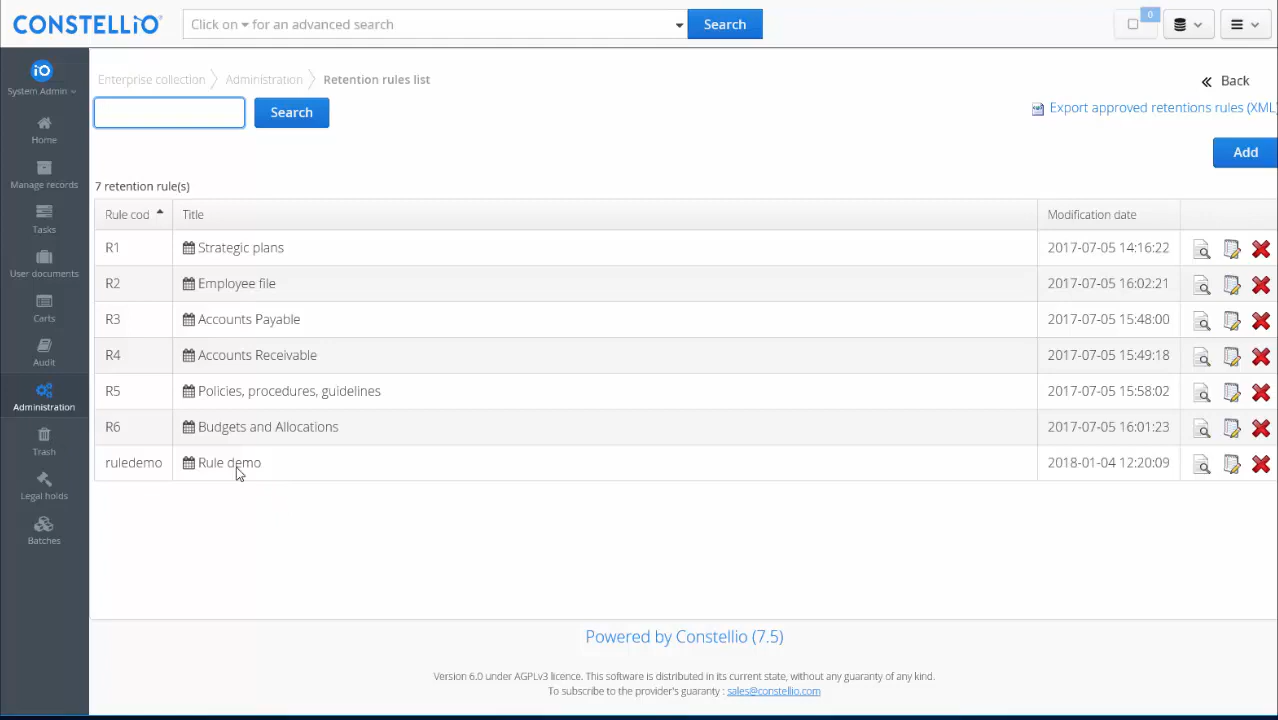 CONSTELLIO
Click on ▾ for an advanced search
Search
0
iO
System Admin
Home
Manage records
Tasks
User documents
Carts
Audit
Administration
Trash
Legal holds
Batches
Enterprise collection Administration Retention rules list
Back
Search
Export approved retentions rules (XML
Add
7 retention rule(s)
Rule cod Title Modification date
R1 Strategic plans 2017-07-05 14:16:22
R2 Employee file 2017-07-05 16:02:21
R3 Accounts Payable 2017-07-05 15:48:00
R4 Accounts Receivable 2017-07-05 15:49:18
R5 Policies, procedures, guidelines 2017-07-05 15:58:02
R6 Budgets and Allocations 2017-07-05 16:01:23
ruledemo Rule demo 2018-01-04 12:20:09
Powered by Constellio (7.5)
Version 6.0 under AGPLv3 licence. This software is distributed in its current state, without any guaranty of any kind.
To subscribe to the provider's guaranty : sales@constellio.com